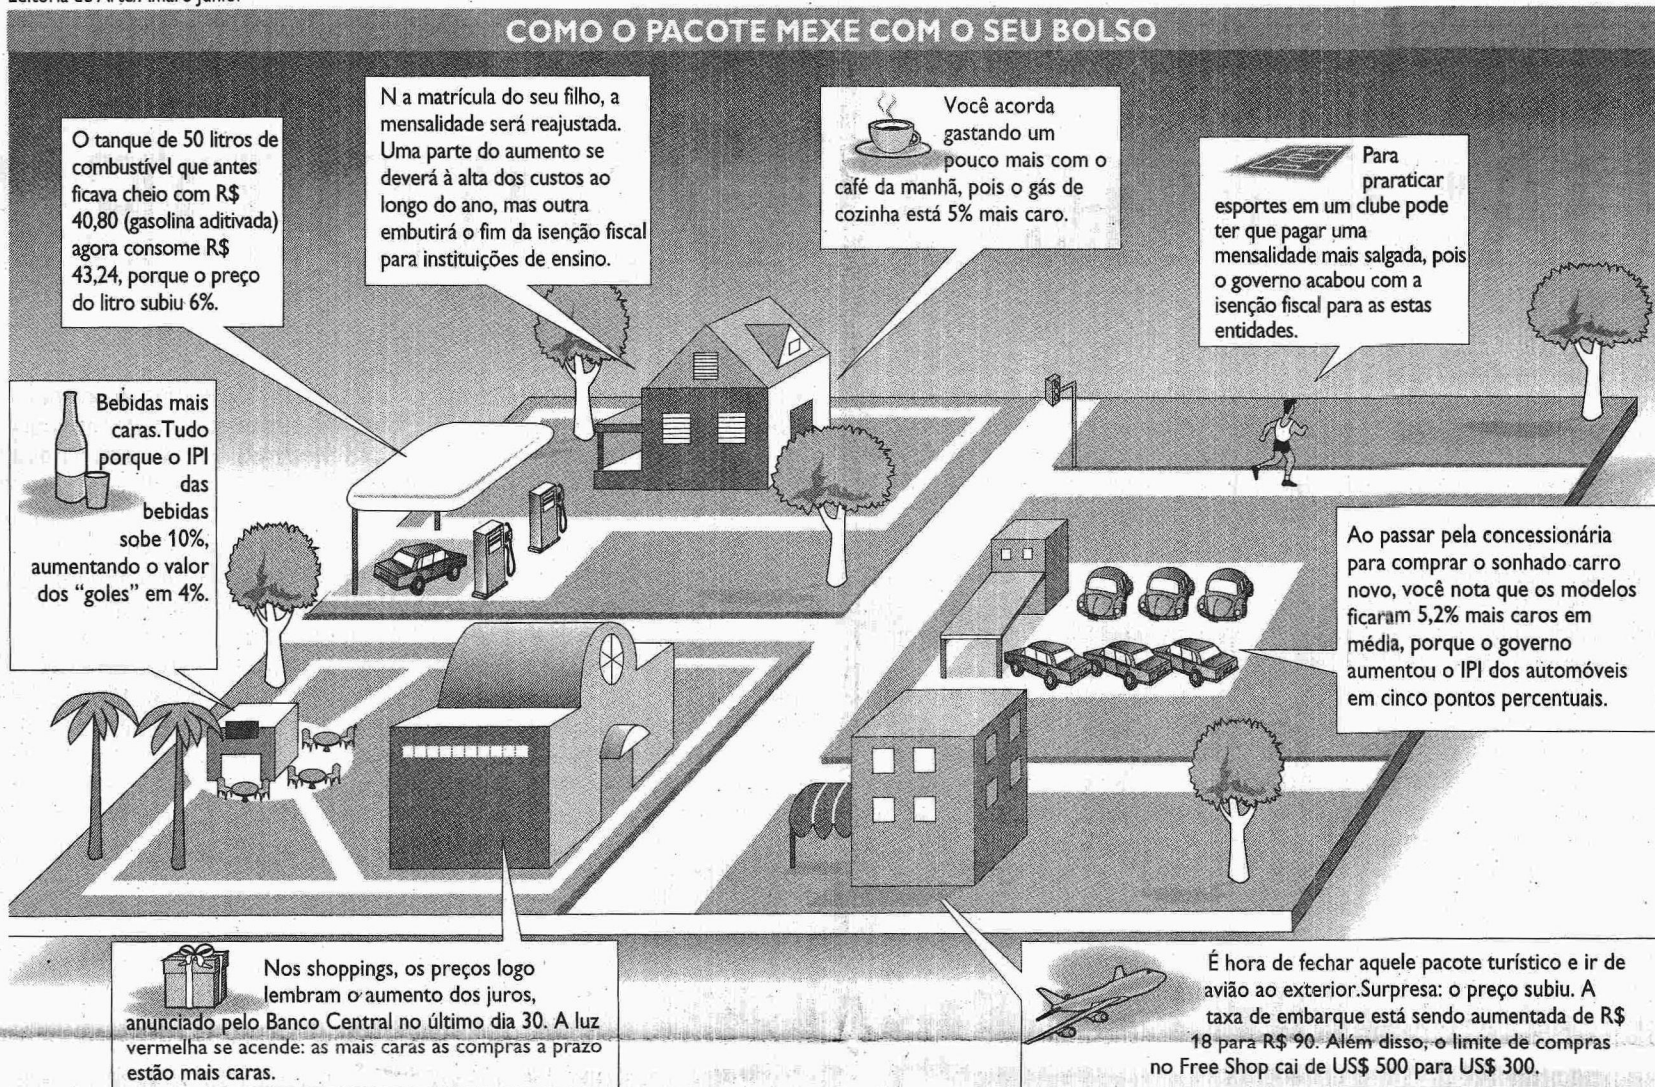 COMO O PACOTE MEXE COM O SEU BOLSO
O tanque de 50 litros de
combustível que antes
ficava cheio com R$
40,80 (gasolina aditivada)
agora consome R$
43,24, porque o preço
do litro subiu 6%.
N a matrícula do seu filho, a
mensalidade será reajustada.
Uma parte do aumento se
deverá à alta dos custos ao
longo do ano, mas outra
embutirá o fim da isenção fiscal
para instituições de ensino.
Você acorda
gastando um
pouco mais com o
café da manhã, pois o gás de
cozinha está 5% mais caro.
Para
praraticar
esportes em um clube pode
ter que pagar uma
mensalidade mais salgada, pois
o governo acabou com a
isenção fiscal para as estas
entidades.
Bebidas mais
caras.Tudo
porque o IPI
das
bebidas
sobe 10%,
aumentando o valor
dos “goles” em 4%.
Ao passar pela concessionária
para comprar o sonhado carro
novo, você nota que os modelos
ficaram 5,2% mais caros em
média, porque o governo
aumentou o IPI dos automóveis
em cinco pontos percentuais.
Nos shoppings, os preços logo
lembram o aumento dos juros,
anunciado pelo Banco Central no último dia 30. A luz
vermelha se acende: as mais caras as compras a prazo
estão mais caras.
É hora de fechar aquele pacote turístico e ir de
avião ao exterior.Surpresa: o preço subiu. A
taxa de embarque está sendo aumentada de R$
18 para R$ 90. Além disso, o limite de compras
no Free Shop cai de US$ 500 para US$ 300.